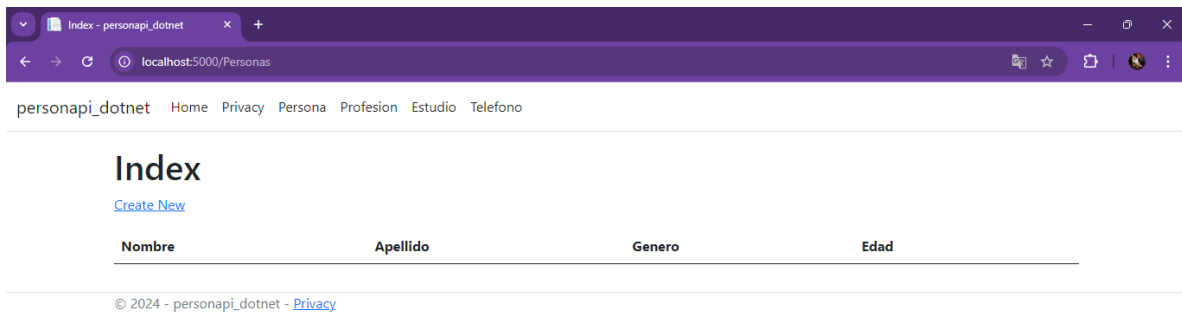 Index - personapi_dotnet
localhost:5000/Personas
personapi_dotnet Home Privacy Persona Profesion Estudio Telefono
Index
Create New
Nombre Apellido Genero Edad
© 2024 - personapi_dotnet - Privacy